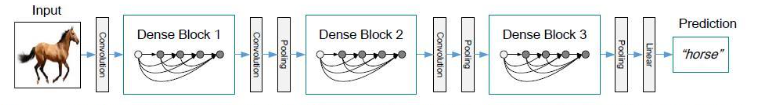 Input
Convolution
Dense Block 1
Convolution
Pooling
Dense Block 2
Convolution
Pooling
Dense Block 3
Pooling
Linear
Prediction
"horse"